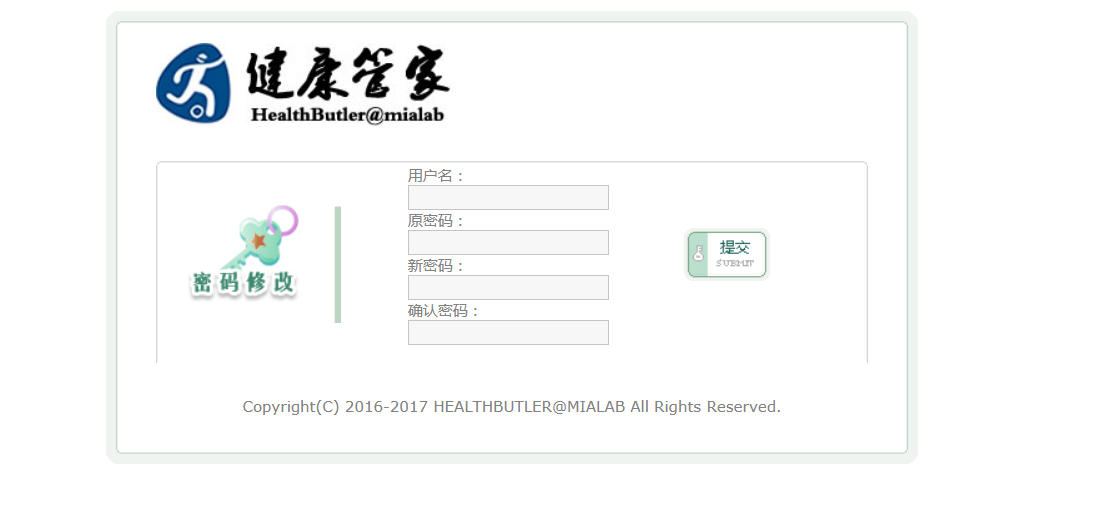 健康管家
HealthButler@mialab
密码修改
用户名：
原密码：
新密码：
确认密码：
提交
SUBMIT
Copyright(C) 2016-2017 HEALTHBUTLER@MIALAB All Rights Reserved.